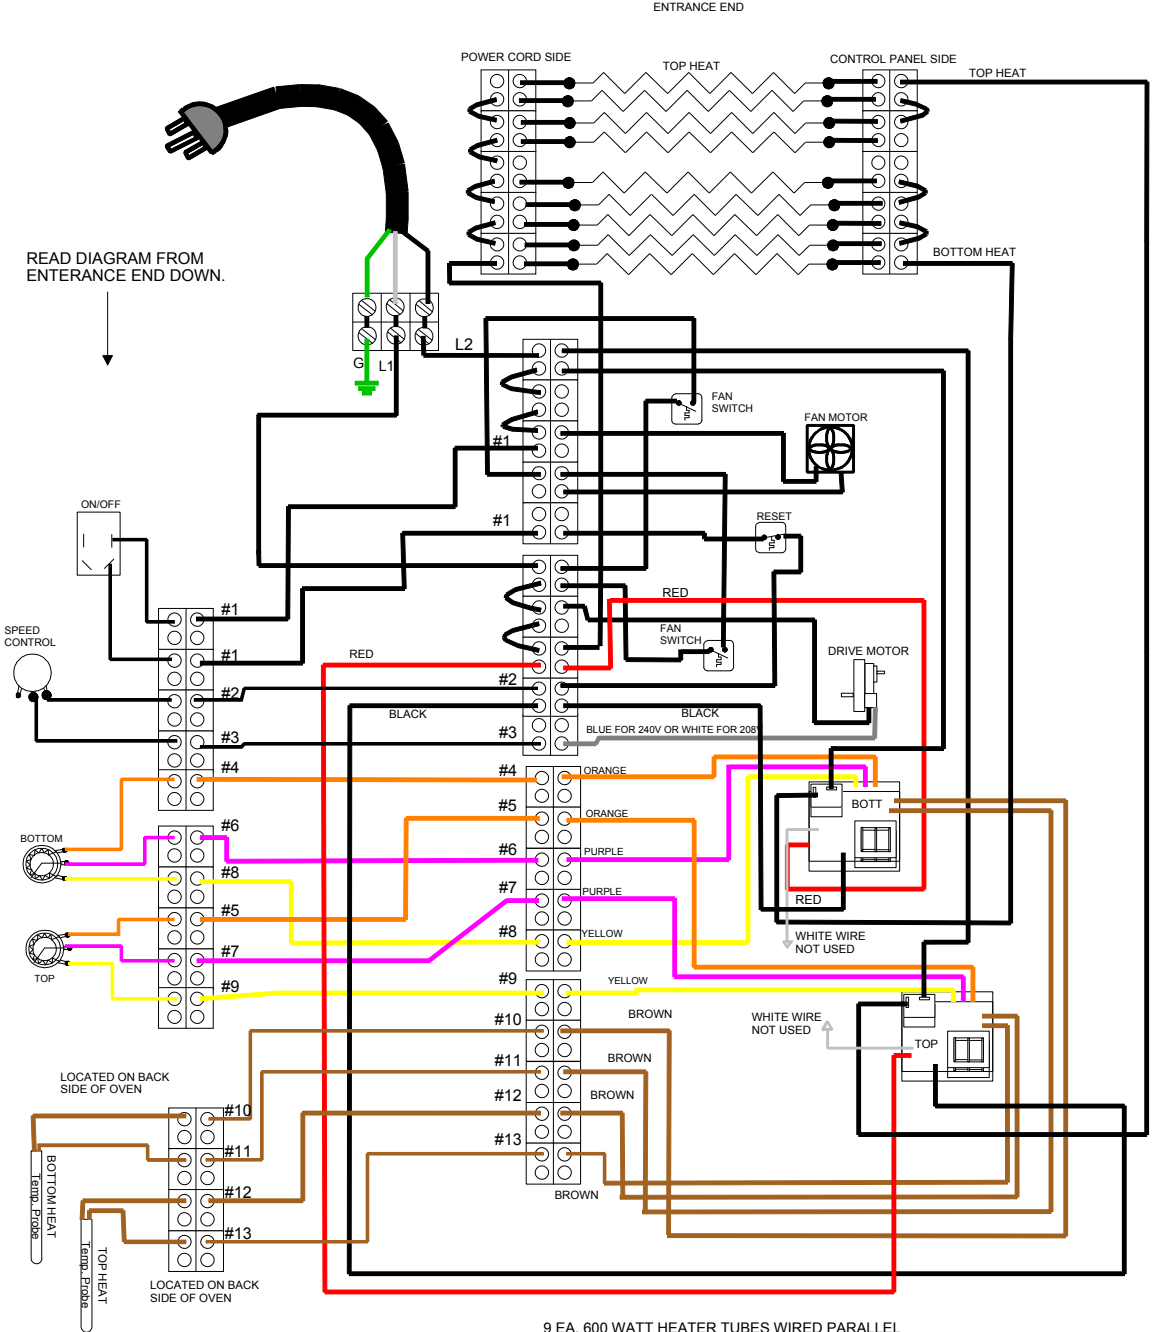 ENTRANCE END
POWER CORD SIDE
TOP HEAT
CONTROL PANEL SIDE
TOP HEAT
READ DIAGRAM FROM
ENTERANCE END DOWN.
BOTTOM HEAT
L2
G
L1
FAN
SWITCH
FAN MOTOR
#1
ON/OFF
#1
RESET
#1
RED
SPEED
CONTROL
FAN
SWITCH
#1
RED
DRIVE MOTOR
#2
#2
BLACK
BLACK
#3
#3
BLUE FOR 240V OR WHITE FOR 208V
#4
#4
ORANGE
BOTT
#5
ORANGE
#6
BOTTOM
#6
PURPLE
#8
#7
PURPLE
RED
#5
#8
YELLOW
WHITE WIRE
NOT USED
#7
TOP
#9
#9
YELLOW
#10
BROWN
WHITE WIRE
NOT USED
TOP
#11
BROWN
LOCATED ON BACK
SIDE OF OVEN
#12
BROWN
#10
#13
#11
BOTTOM HEAT
Temp. Probe
#12
BROWN
#13
TOP HEAT
Temp. Probe
LOCATED ON BACK
SIDE OF OVEN
9 EA. 600 WATT HEATER TUBES WIRED PARALLEL